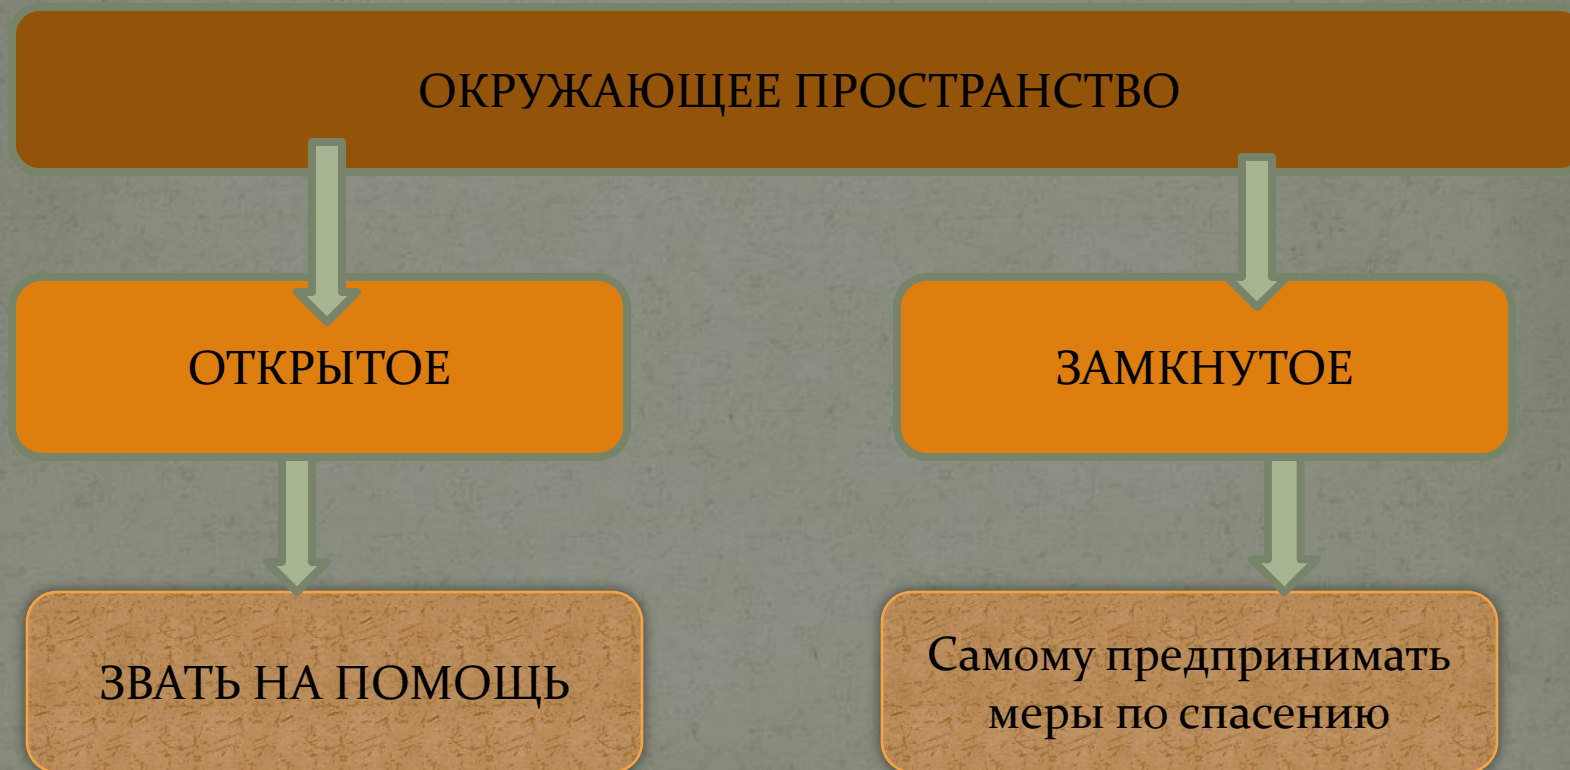 ОКРУЖАЮЩЕЕ ПРОСТРАНСТВО
ОТКРЫТОЕ
ЗАМКНУТОЕ
ЗВАТЬ НА ПОМОЩЬ
Самому предпринимать
меры по спасению